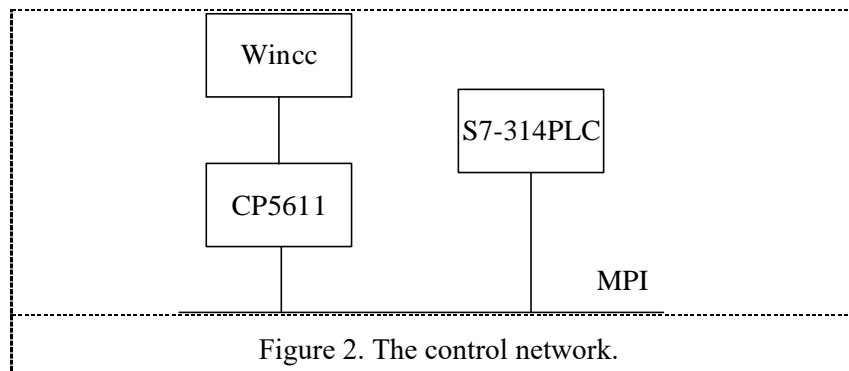 Wincc
S7-314PLC
CP5611
MPI
Figure 2. The control network.